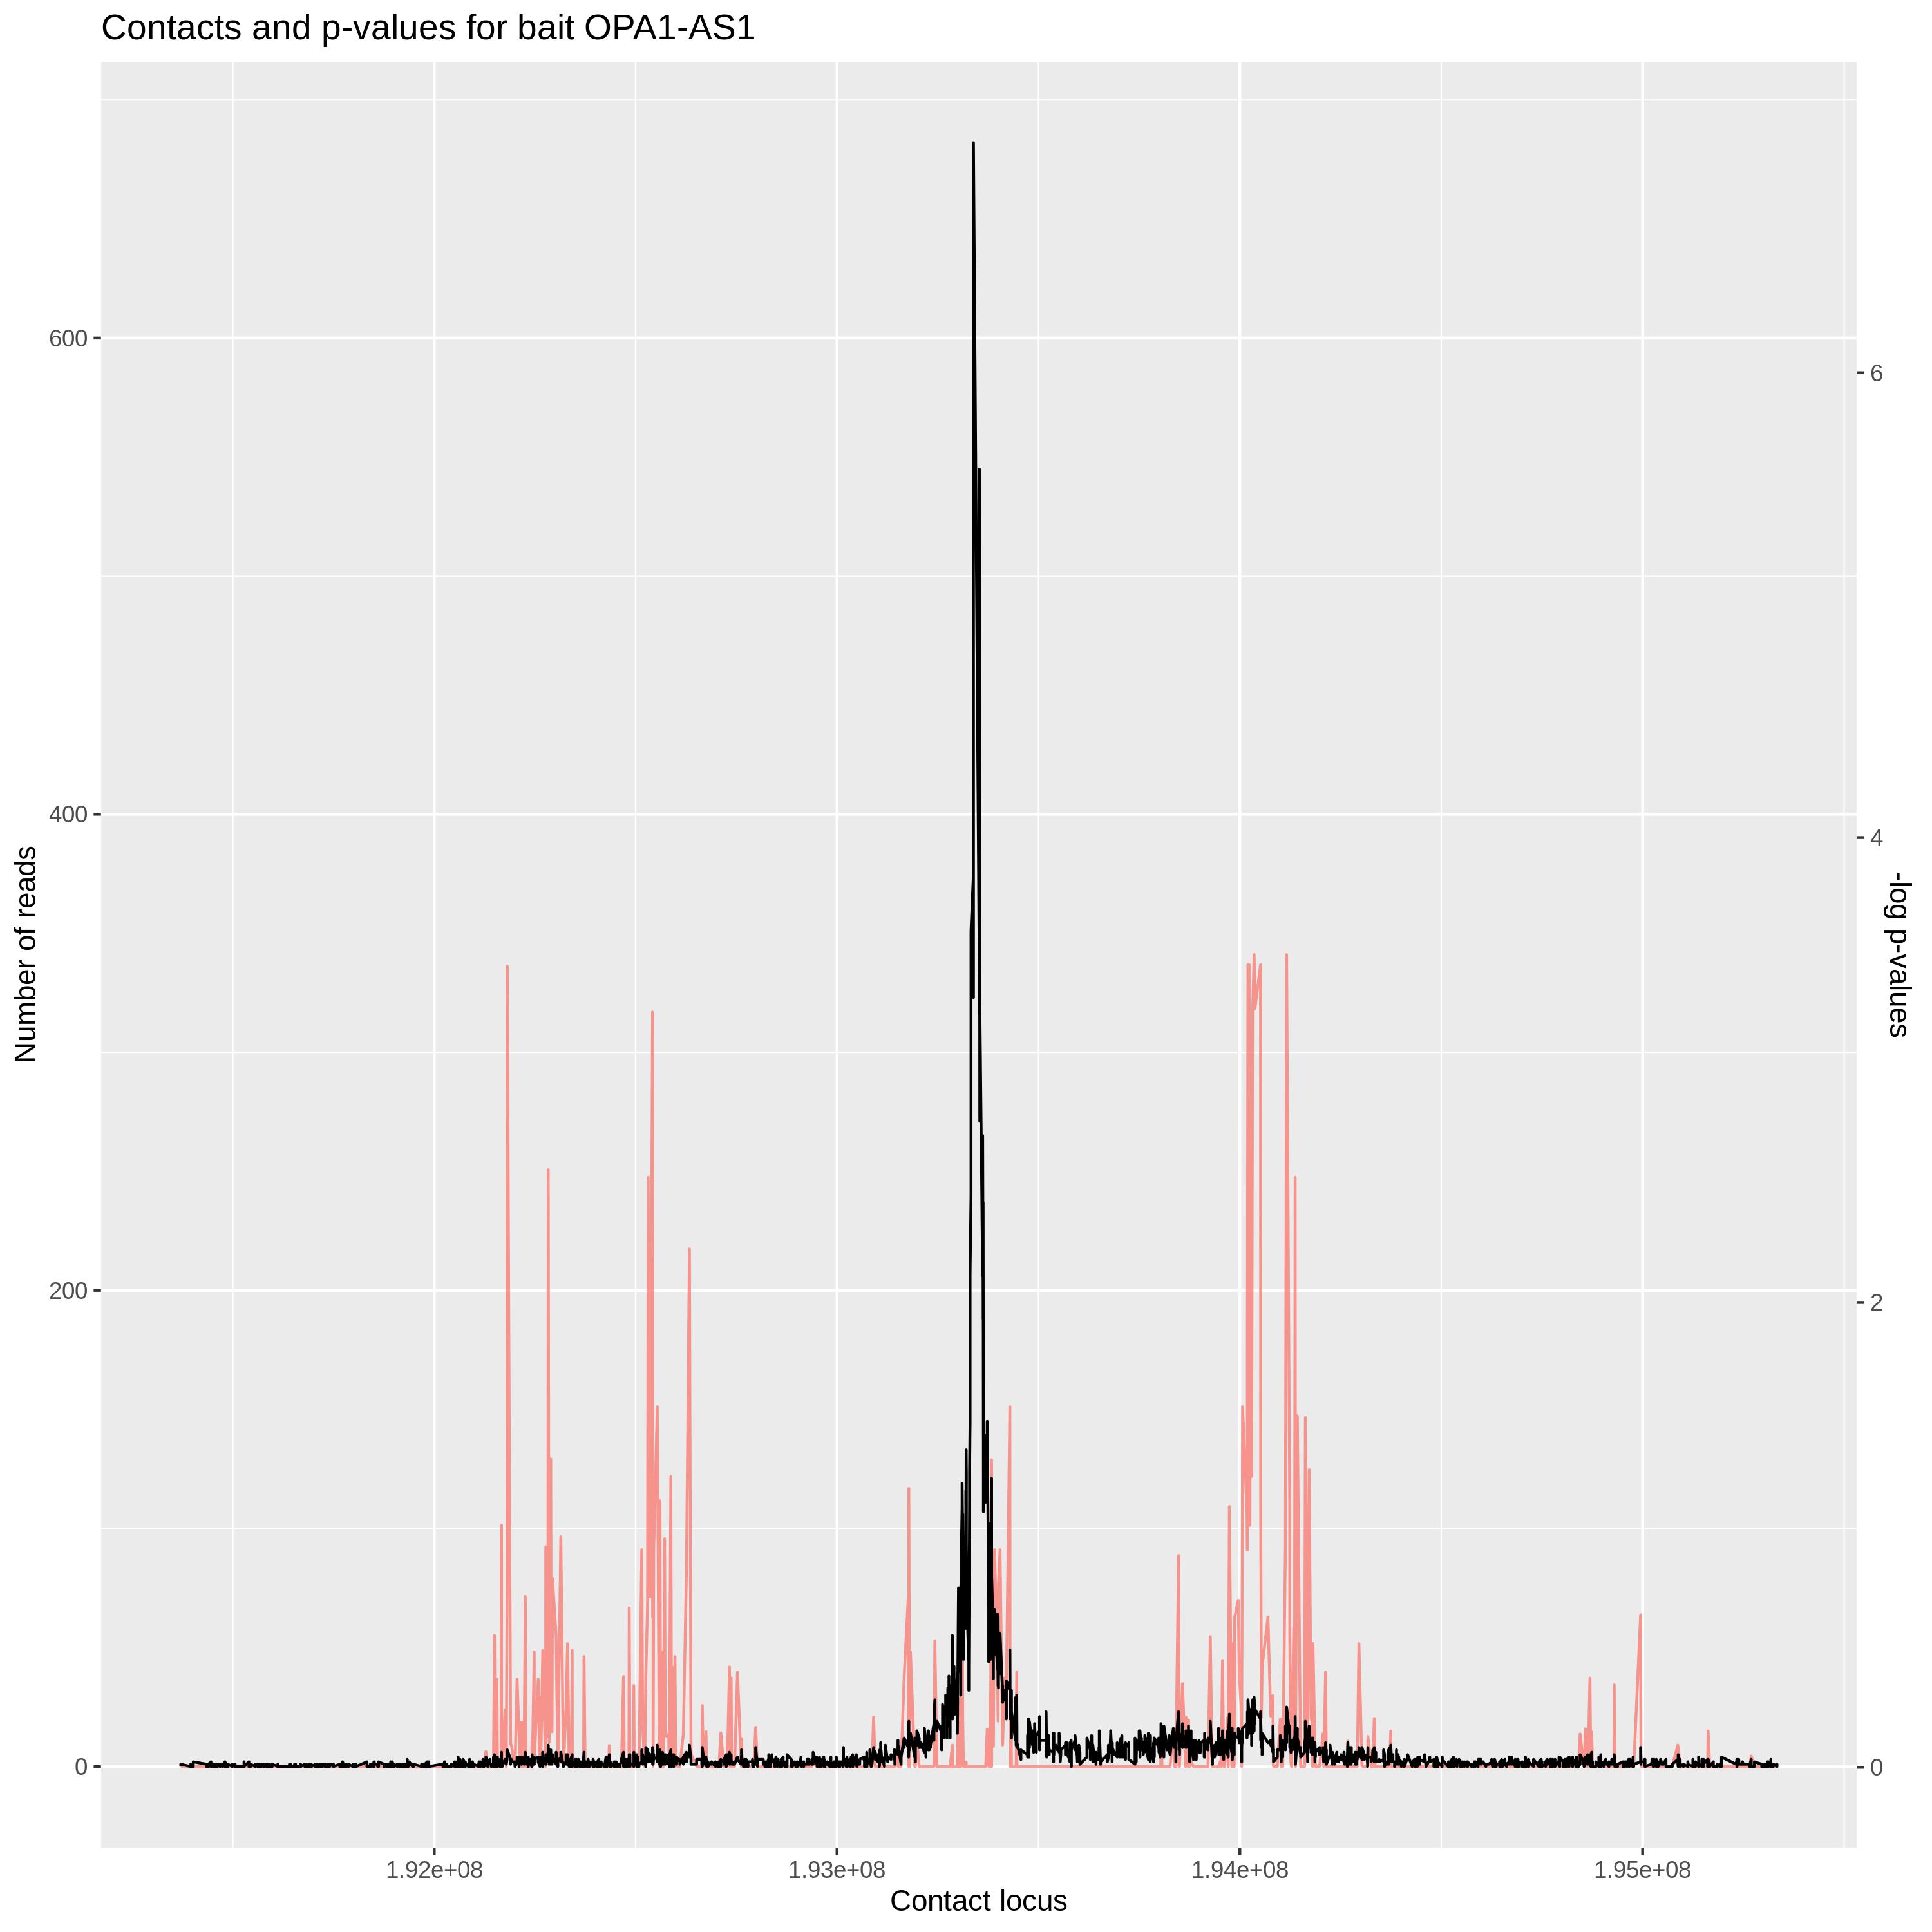 Contacts and p-values for bait OPA1-AS1
600
400
200
0
Number of reads
6
4
2
0
-log p-values
1.92e+08
1.93e+08
1.94e+08
1.95e+08
Contact locus